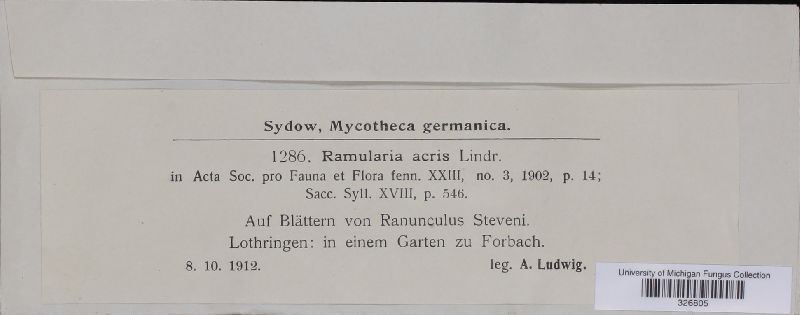 Sydow, Mycotheca germanica.
1286. Ramularia acris Lindr.
in Acta Soc. pro Fauna et Flora fenn. XXIII, no. 3, 1902, p. 14;
Sacc. Syll. XVIII, p. 546.
Auf Blättern von Ranunculus Steveni.
Lothringen: in einem Garten zu Forbach.
8. 10. 1912. leg. A. Ludwig.
University of Michigan Fungus Collection
326805